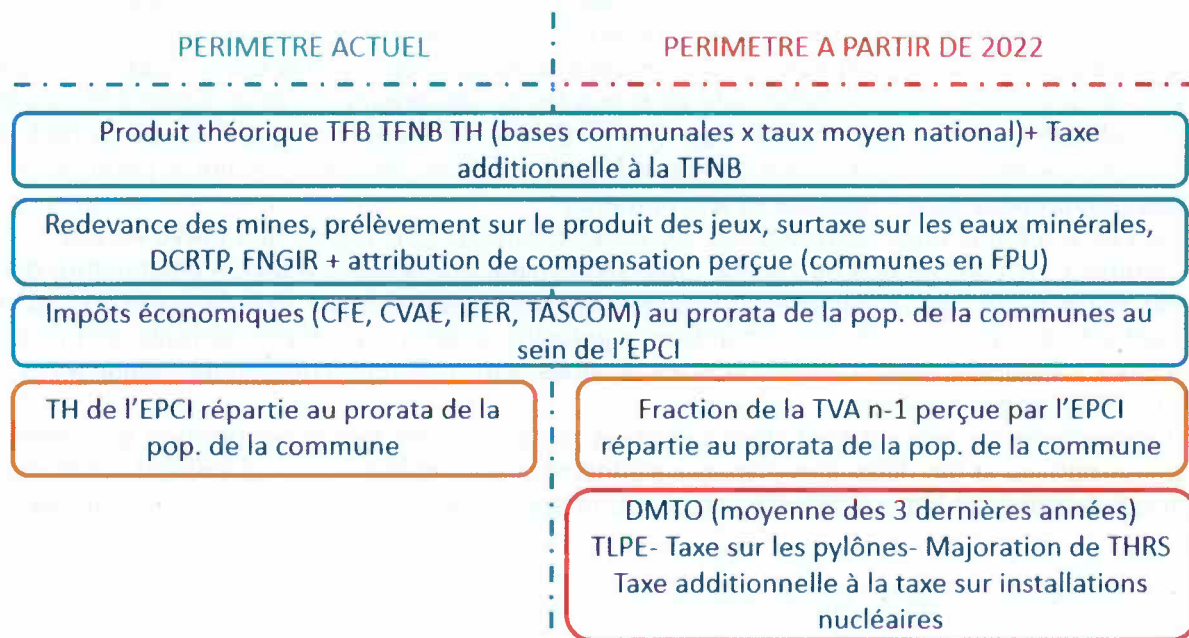 PERIMETRE ACTUEL
PERIMETRE A PARTIR DE 2022
Produit théorique TFB TFNB TH (bases communales x taux moyen national)+ Taxe
additionnelle à la TFNB
Redevance des mines, prélèvement sur le produit des jeux, surtaxe sur les eaux minérales,
DCRTP, FNGIR + attribution de compensation perçue (communes en FPU)
Impôts économiques (CFE, CVAE, IFER, TASCOM) au prorata de la pop. de la communes au
sein de l'EPCI
TH de l'EPCI répartie au prorata de la
pop. de la commune
Fraction de la TVA n-1 perçue par l'EPCI
répartie au prorata de la pop. de la commune
DMTO (moyenne des 3 dernières années)
TLPE- Taxe sur les pylônes- Majoration de THRS
Taxe additionnelle à la taxe sur installations
nucléaires